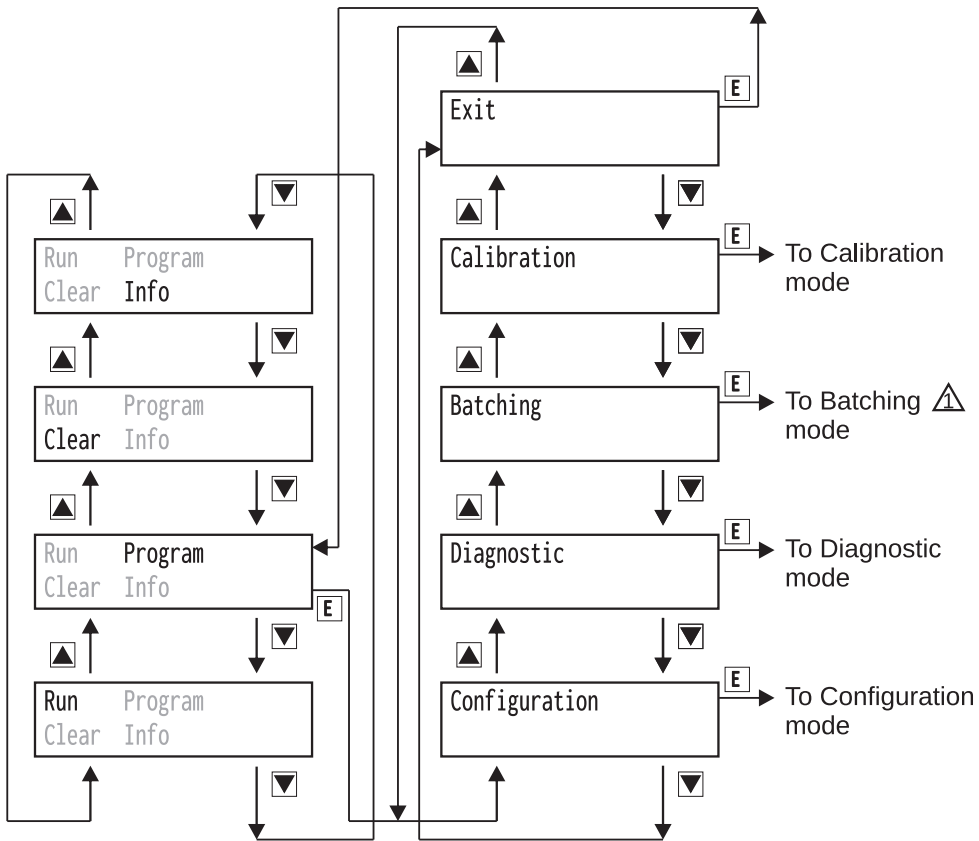 E
Exit
Run Program
Clear Info
E
Calibration
To Calibration
mode
Run Program
Clear Info
E
Batching
To Batching 1
mode
Run Program
Clear Info
E
E
Diagnostic
To Diagnostic
mode
Run Program
Clear Info
E
Configuration
To Configuration
mode